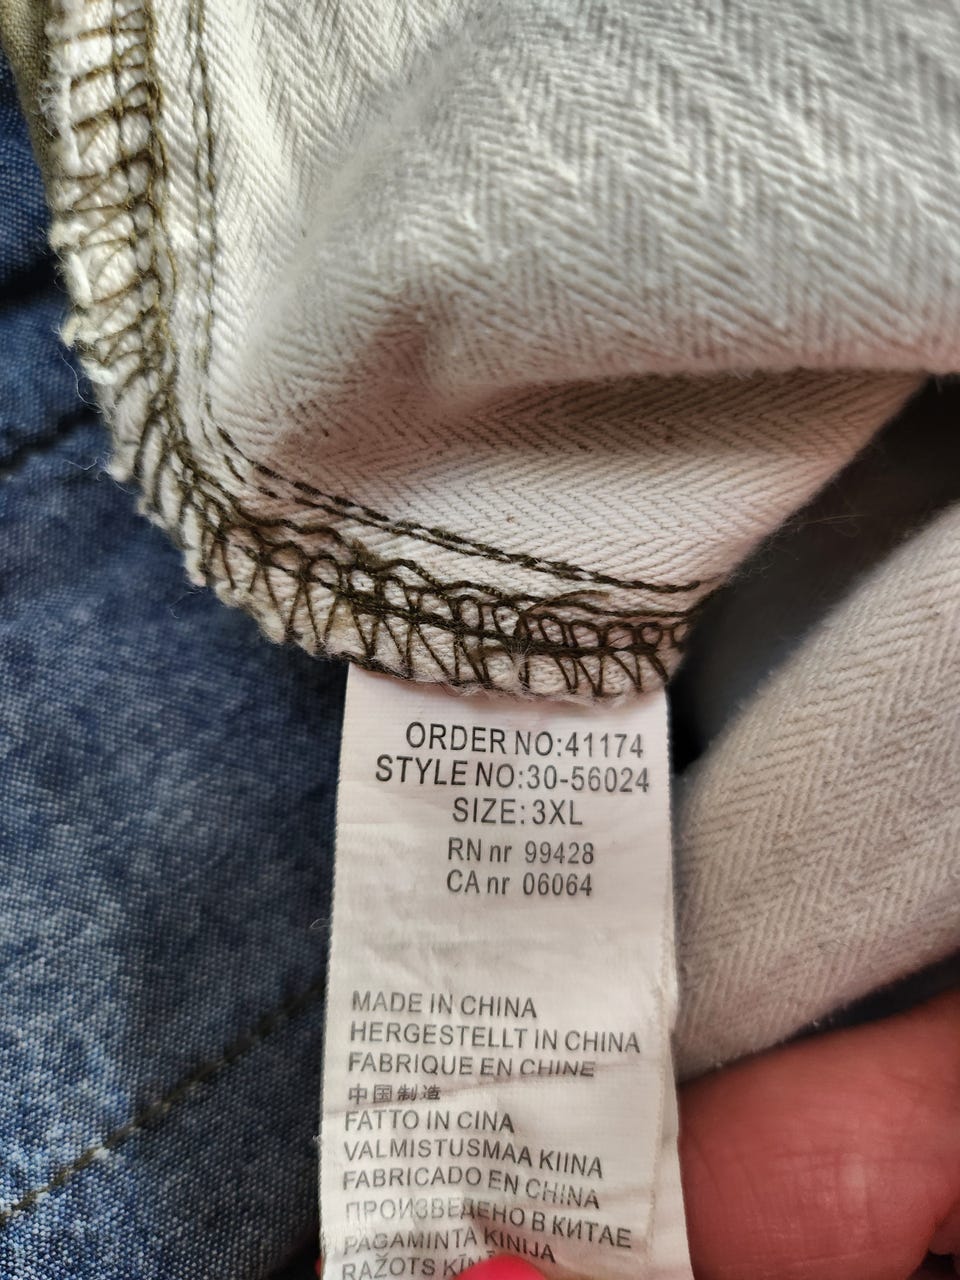 ORDER NO:41174
STYLE NO:30-56024
SIZE: 3XL
RN nr 99428
CA nr 06064
MADE IN CHINA
HERGESTELLT IN CHINA
FABRIQUE EN CHINE
中国制造
FATTO IN CINA
VALMISTUSMAA KIINA
FABRICADO EN CHINA
ПРОИЗВЕДЕНО В КИТАЕ
PAGAMINTA KINIJA
RAŽOTS